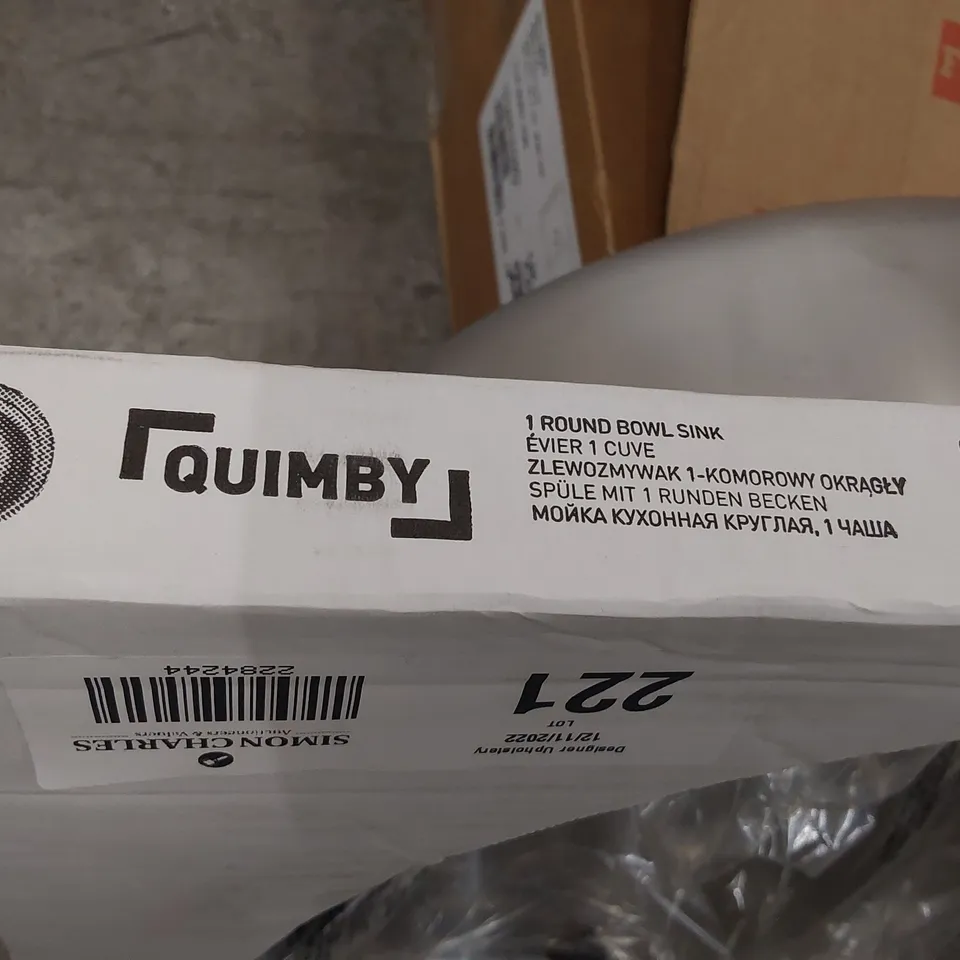 QUIMBY
1 ROUND BOWL SINK
ÉVIER 1 CUVE
ZLEWOZMYWAK 1-KOMOROWY OKRĄGŁY
SPÜLE MIT 1 RUNDEN BECKEN
МОЙКА КУХОННАЯ КРУГЛАЯ, 1 ЧАША
SIMON CHARLES
Auctioneers & Valuers
2284244
Designer Upholstery
12/11/2022
LOT
221